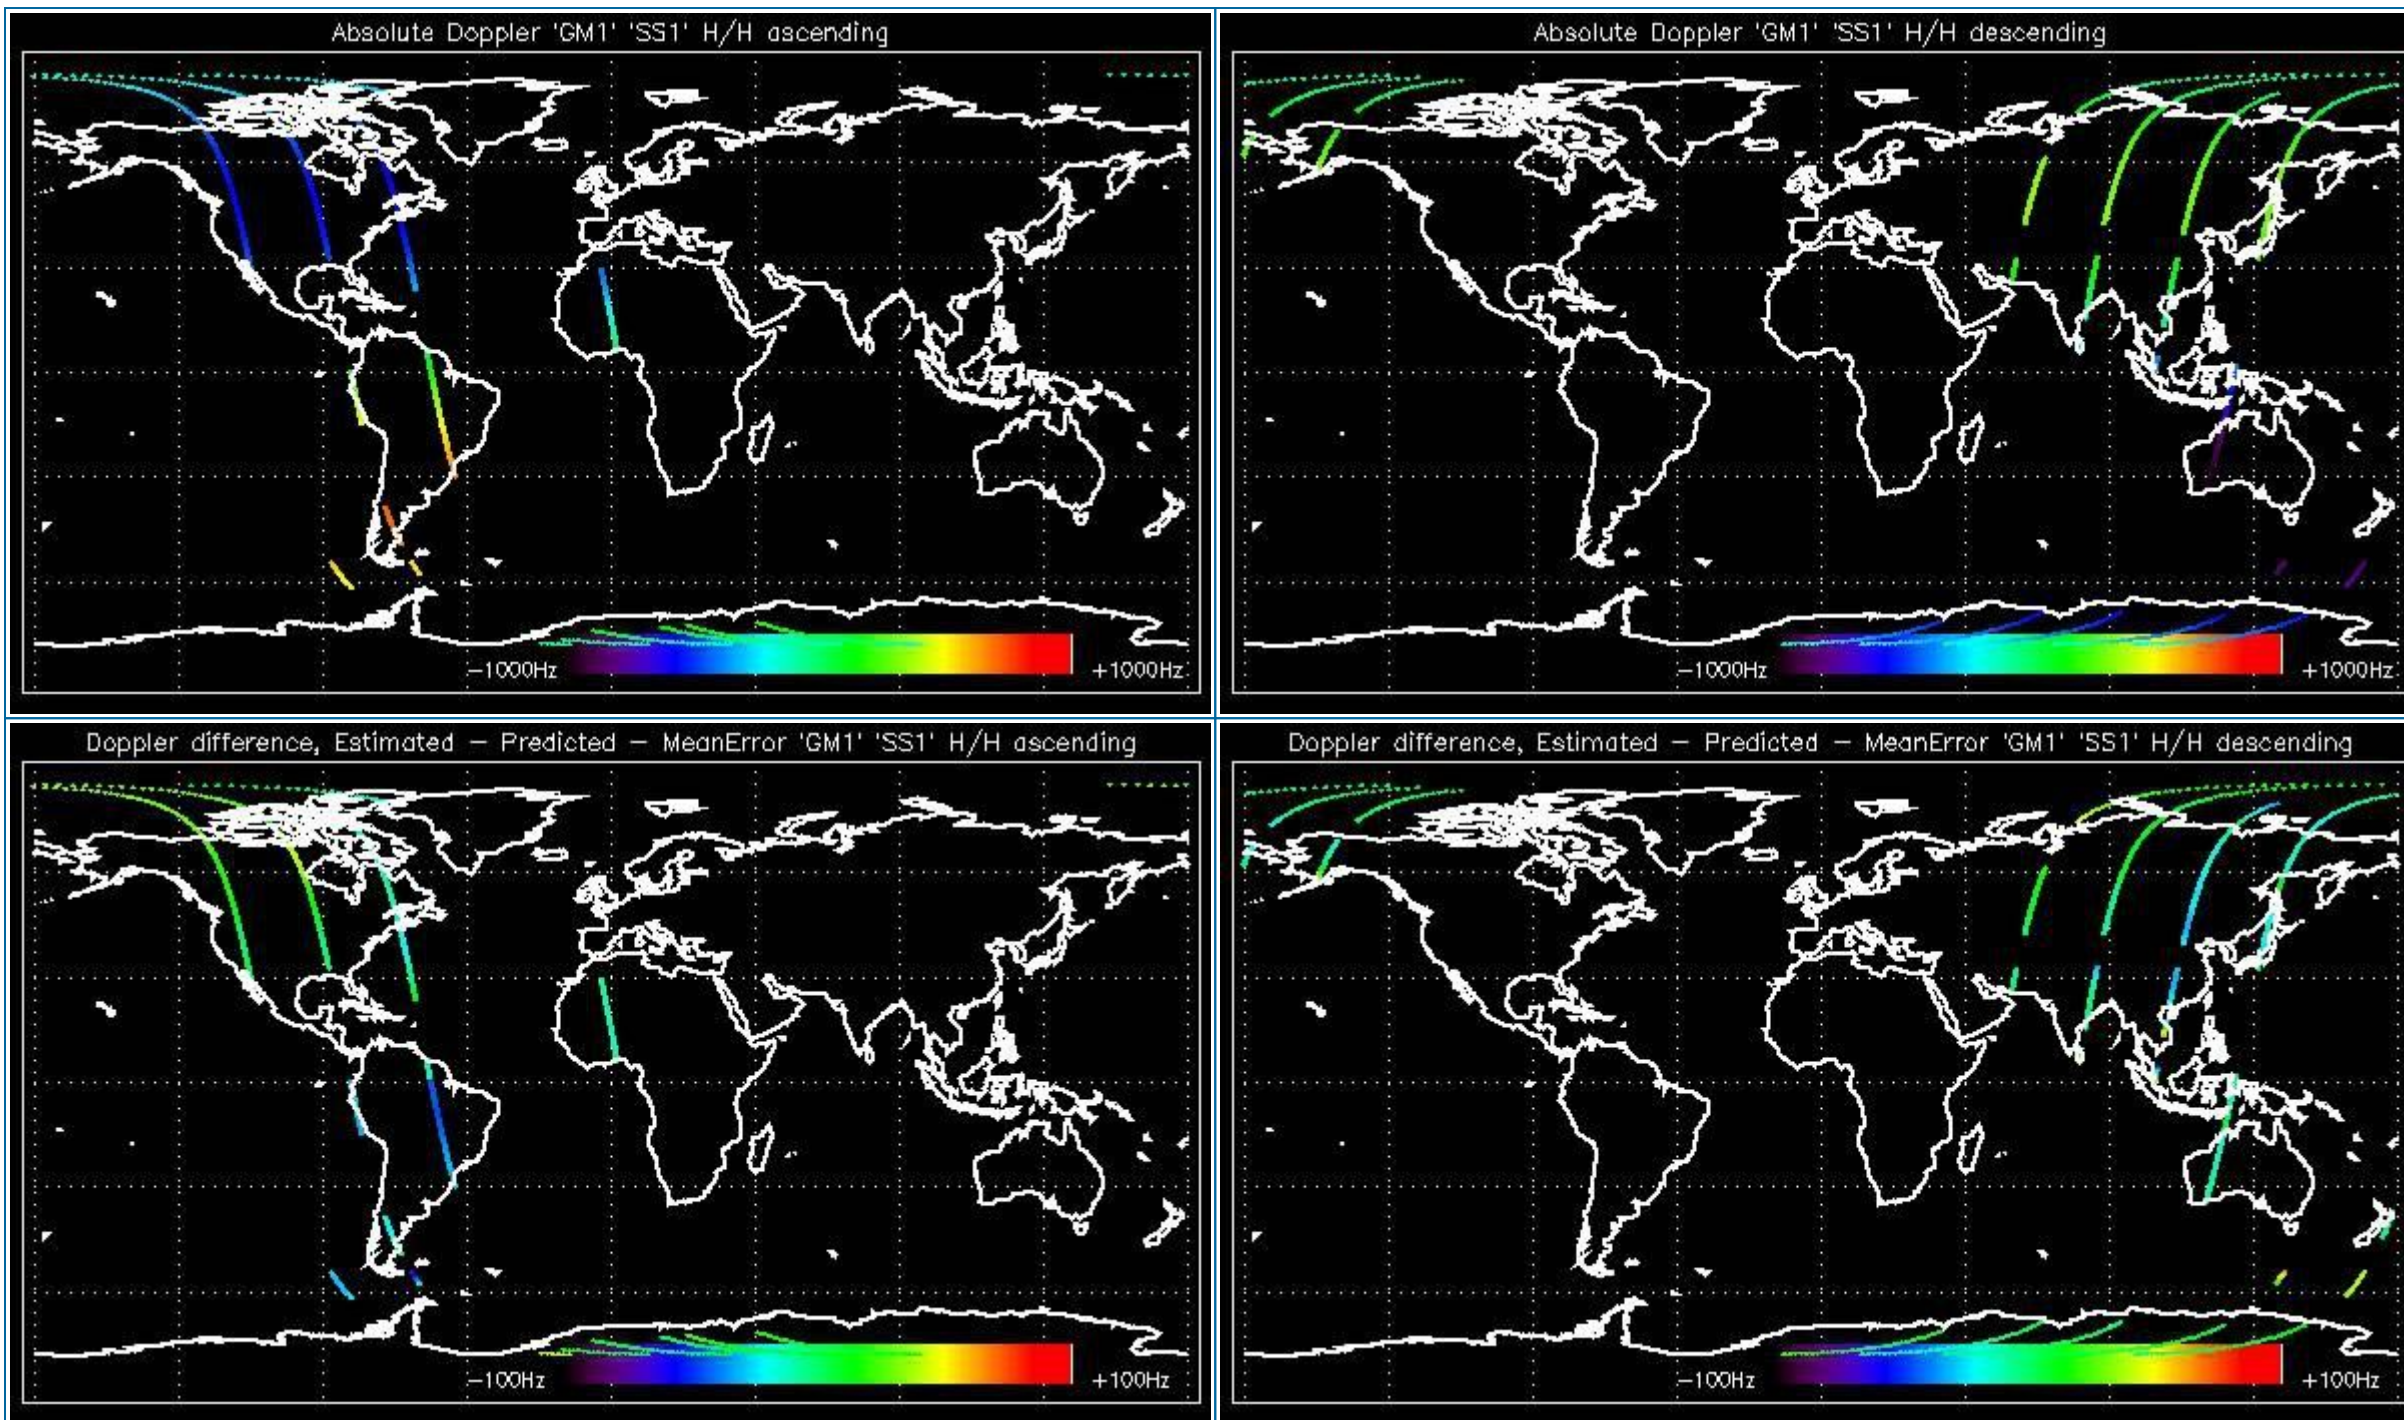 Absolute Doppler 'GM1' 'SS1' H/H ascending
−1000Hz
+1000Hz
Absolute Doppler 'GM1' 'SS1' H/H descending
−1000Hz
+1000Hz
Doppler difference, Estimated − Predicted − MeanError 'GM1' 'SS1' H/H ascending
−100Hz
+100Hz
Doppler difference, Estimated − Predicted − MeanError 'GM1' 'SS1' H/H descending
−100Hz
+100Hz